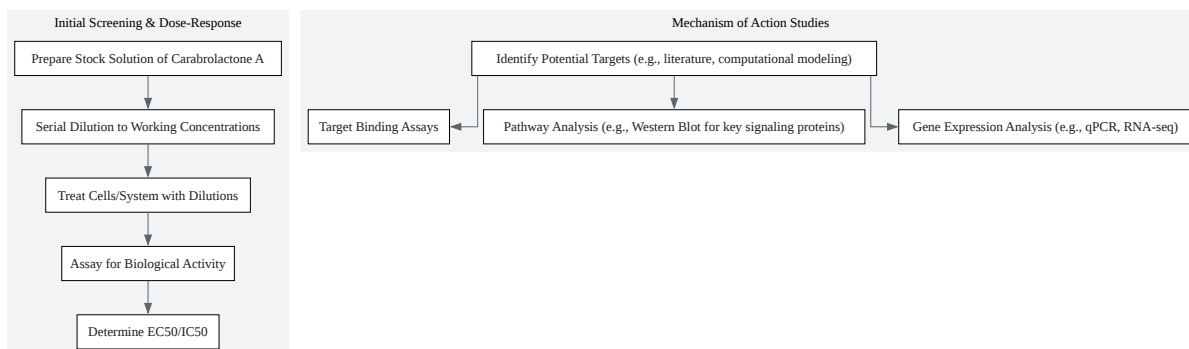 Initial Screening & Dose-Response
Prepare Stock Solution of Carabrolactone A
Serial Dilution to Working Concentrations
Treat Cells/System with Dilutions
Assay for Biological Activity
Determine EC50/IC50
Mechanism of Action Studies
Identify Potential Targets (e.g., literature, computational modeling)
Target Binding Assays
Pathway Analysis (e.g., Western Blot for key signaling proteins)
Gene Expression Analysis (e.g., qPCR, RNA-seq)